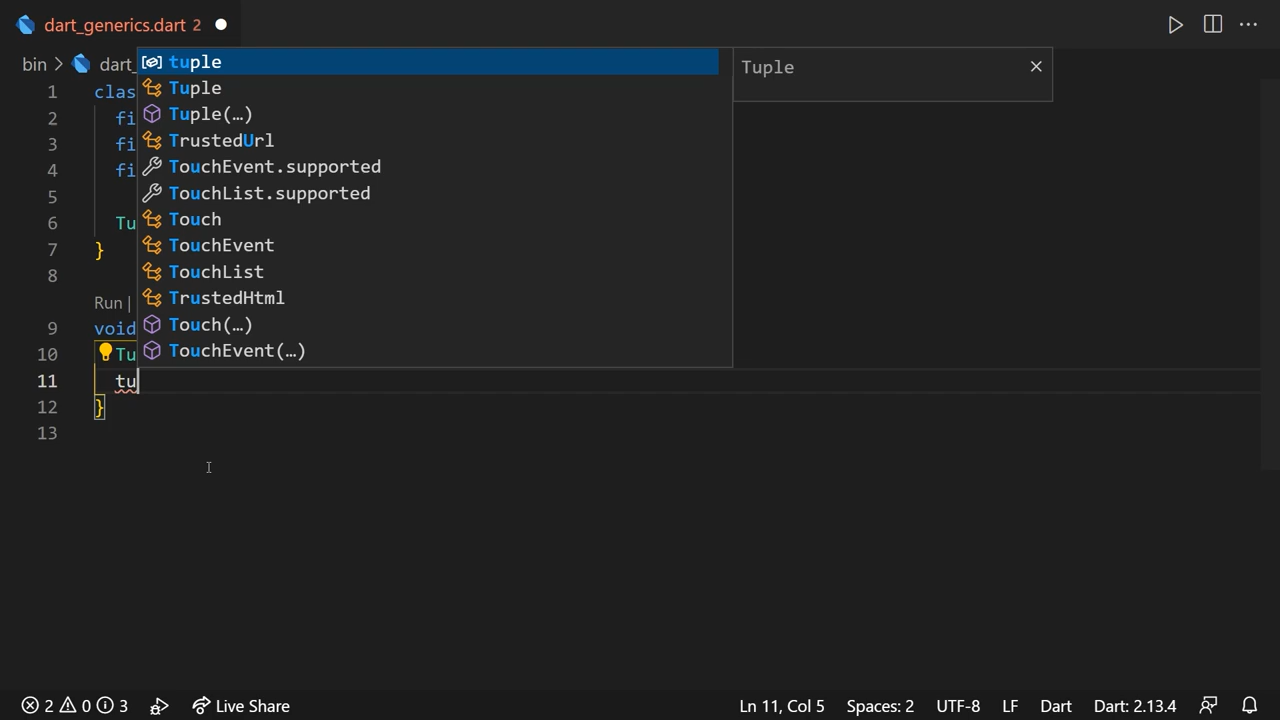 dart_generics.dart 2
bin > dart_
tuple
Tuple
Tuple(…)
TrustedUrl
TouchEvent.supported
TouchList.supported
Touch
TouchEvent
TouchList
TrustedHtml
Touch(…)
TouchEvent(…)
Tuple
1 clas
2 fi
3 fi
4 fi
5
6 Tu
7 }
8
Run |
9 void
10 Tu
11 tu
12 }
13
2 0 3 Live Share Ln 11, Col 5 Spaces: 2 UTF-8 LF Dart Dart: 2.13.4